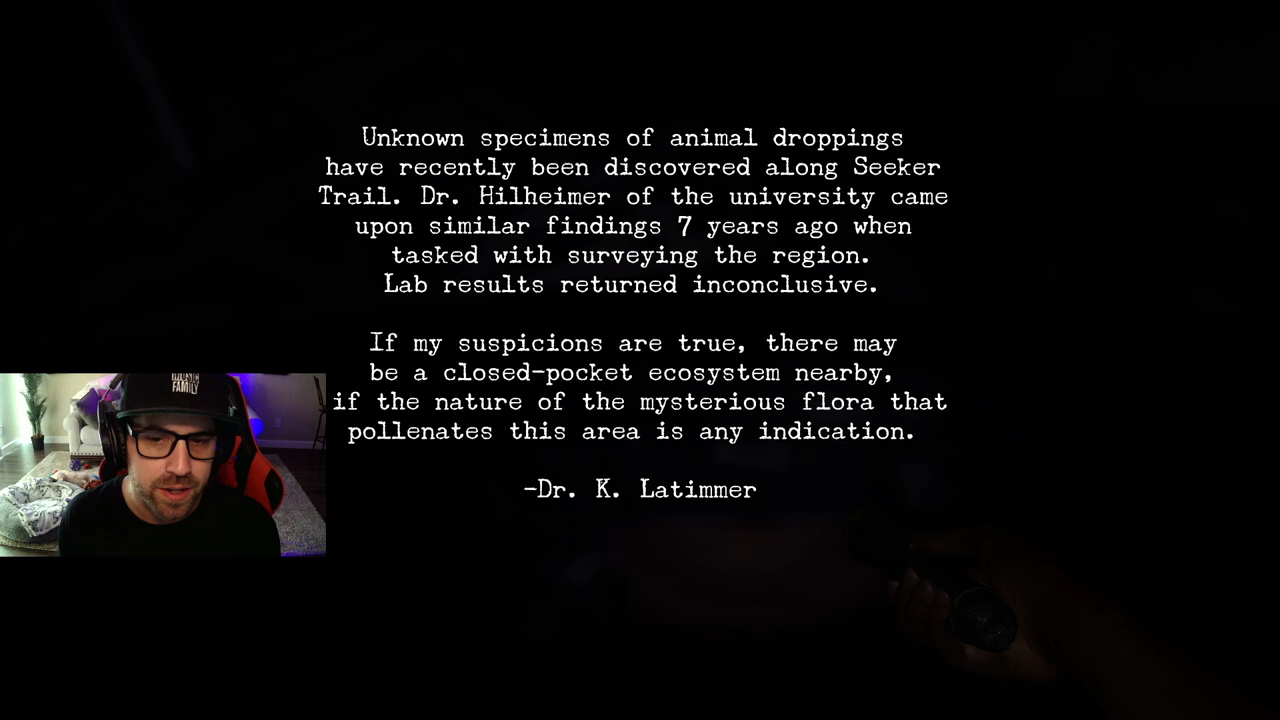 Unknown specimens of animal droppings
have recently been discovered along Seeker
Trail. Dr. Hilheimer of the university came
upon similar findings 7 years ago when
tasked with surveying the region.
Lab results returned inconclusive.
If my suspicions are true, there may
be a closed-pocket ecosystem nearby,
if the nature of the mysterious flora that
pollenates this area is any indication.
-Dr. K. Latimmer
FAMILY